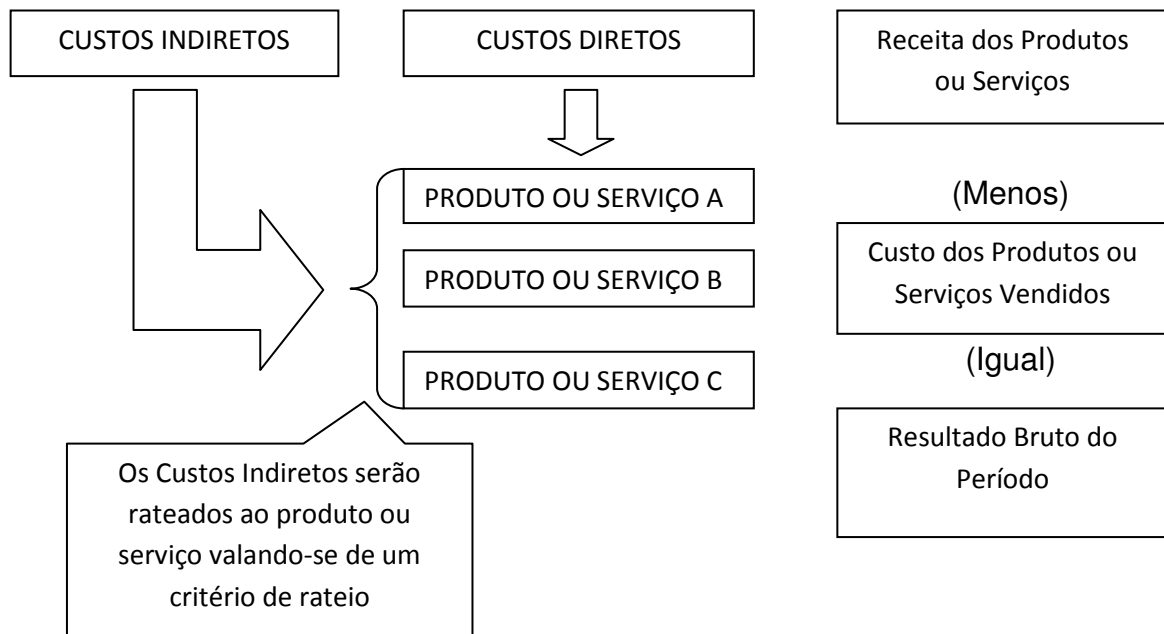 CUSTOS INDIRETOS
CUSTOS DIRETOS
PRODUTO OU SERVIÇO A
PRODUTO OU SERVIÇO B
PRODUTO OU SERVIÇO C
Os Custos Indiretos serão
rateados ao produto ou
serviço valando-se de um
critério de rateio
Receita dos Produtos
ou Serviços
(Menos)
Custo dos Produtos ou
Serviços Vendidos
(Igual)
Resultado Bruto do
Período